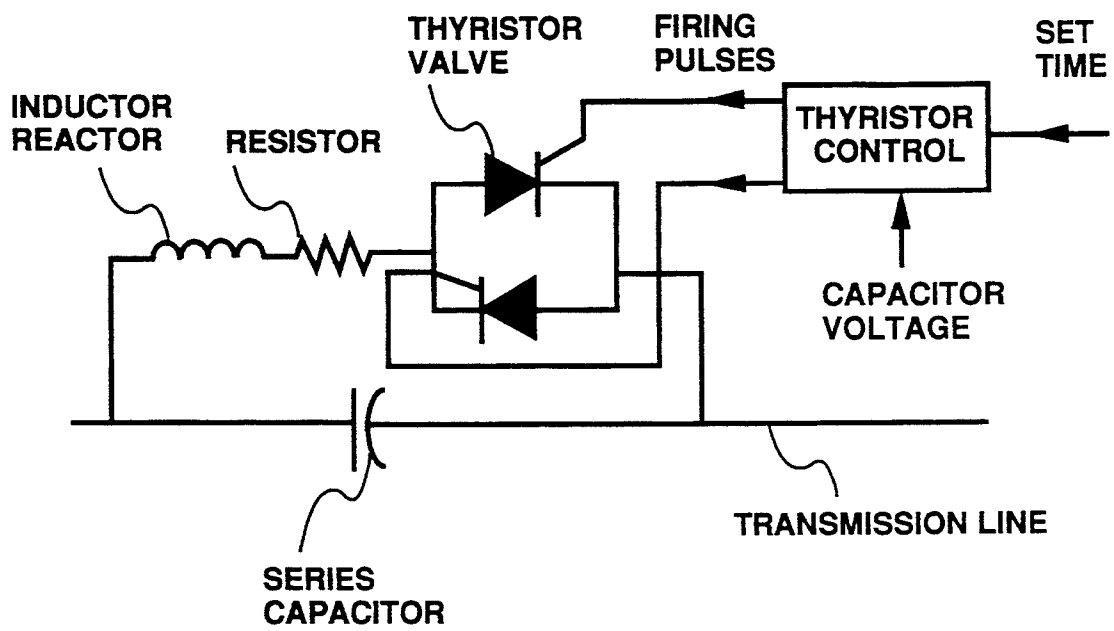 THYRISTOR
VALVE
FIRING
PULSES
SET
TIME
INDUCTOR
REACTOR
RESISTOR
THYRISTOR
CONTROL
CAPACITOR
VOLTAGE
TRANSMISSION LINE
SERIES
CAPACITOR